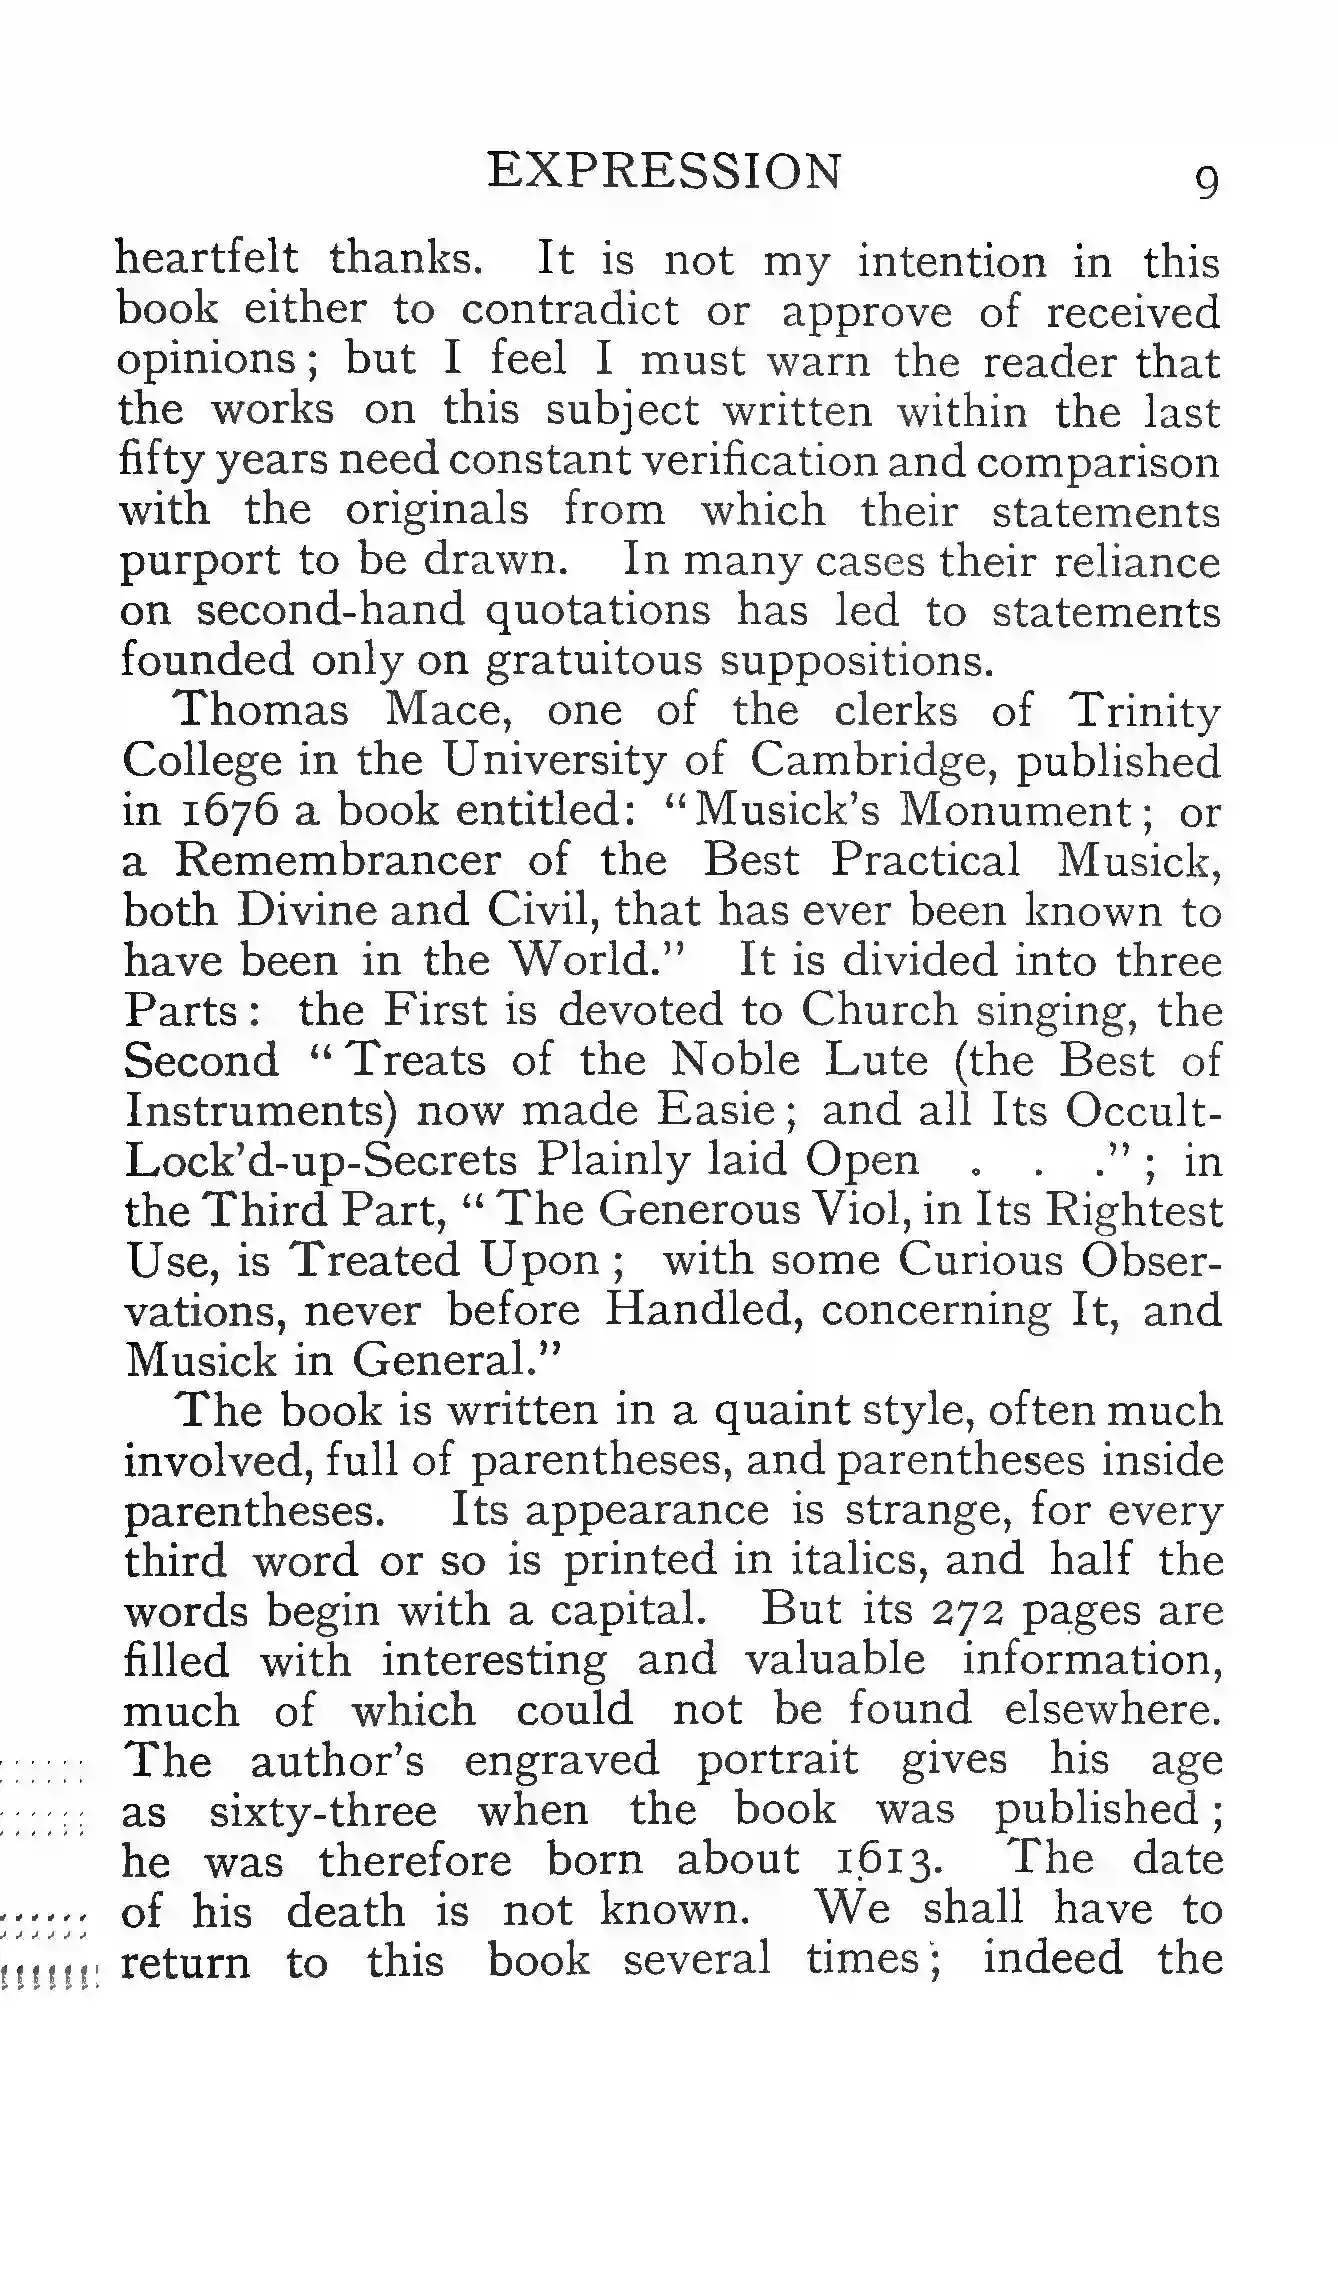 EXPRESSION 9
heartfelt thanks. It is not my intention in this
book either to contradict or approve of received
opinions; but I feel I must warn the reader that
the works on this subject written within the last
fifty years need constant verification and comparison
with the originals from which their statements
purport to be drawn. In many cases their reliance
on second-hand quotations has led to statements
founded only on gratuitous suppositions.
Thomas Mace, one of the clerks of Trinity
College in the University of Cambridge, published
in 1676 a book entitled: “Musick’s Monument; or
a Remembrancer of the Best Practical Musick,
both Divine and Civil, that has ever been known to
have been in the World.” It is divided into three
Parts: the First is devoted to Church singing, the
Second “Treats of the Noble Lute (the Best of
Instruments) now made Easie; and all Its Occult-
Lock’d-up-Secrets Plainly laid Open . . .”; in
the Third Part, “The Generous Viol, in Its Rightest
Use, is Treated Upon; with some Curious Obser-
vations, never before Handled, concerning It, and
Musick in General.”
The book is written in a quaint style, often much
involved, full of parentheses, and parentheses inside
parentheses. Its appearance is strange, for every
third word or so is printed in italics, and half the
words begin with a capital. But its 272 pages are
filled with interesting and valuable information,
much of which could not be found elsewhere.
The author’s engraved portrait gives his age
as sixty-three when the book was published;
he was therefore born about 1613. The date
of his death is not known. We shall have to
return to this book several times; indeed the